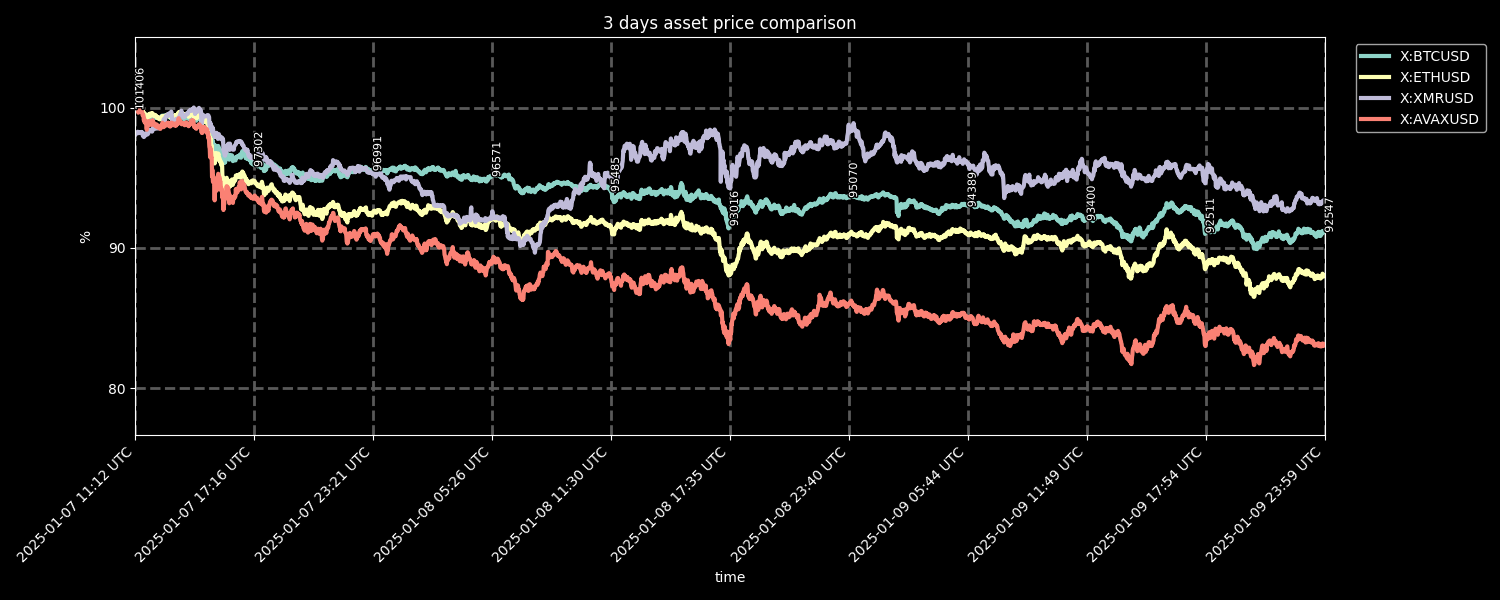 3 days asset price comparison
X:BTCUSD
X:ETHUSD
X:XMRUSD
X:AVAXUSD
%
100
90
80
101406
97302
96991
96571
95485
93016
95070
94389
93400
92511
92547
2025-01-07 11:12 UTC
2025-01-07 17:16 UTC
2025-01-07 23:21 UTC
2025-01-08 05:26 UTC
2025-01-08 11:30 UTC
2025-01-08 17:35 UTC
2025-01-08 23:40 UTC
2025-01-09 05:44 UTC
2025-01-09 11:49 UTC
2025-01-09 17:54 UTC
2025-01-09 23:59 UTC
time